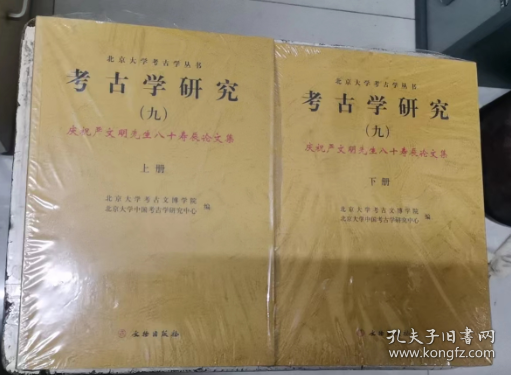 北京大学考古学丛书
考古学研究
(九)
庆祝严文明先生八十寿辰论文集
上册
北京大学考古文博学院
北京大学中国考古学研究中心 编
文物出版社
北京大学考古学丛书
考古学研究
(九)
庆祝严文明先生八十寿辰论文集
下册
北京大学考古文博学院
北京大学中国考古学研究中心 编
文物出版社
孔夫子旧书网